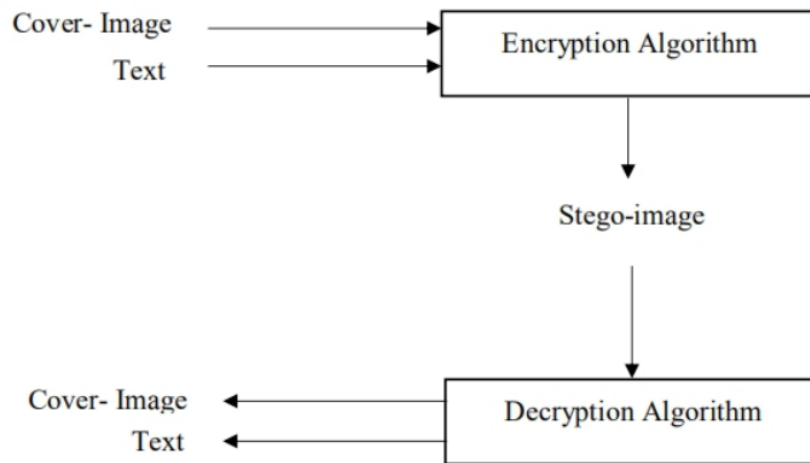 Cover- Image
Encryption Algorithm
Text
Stego-image
Cover- Image
Decryption Algorithm
Text